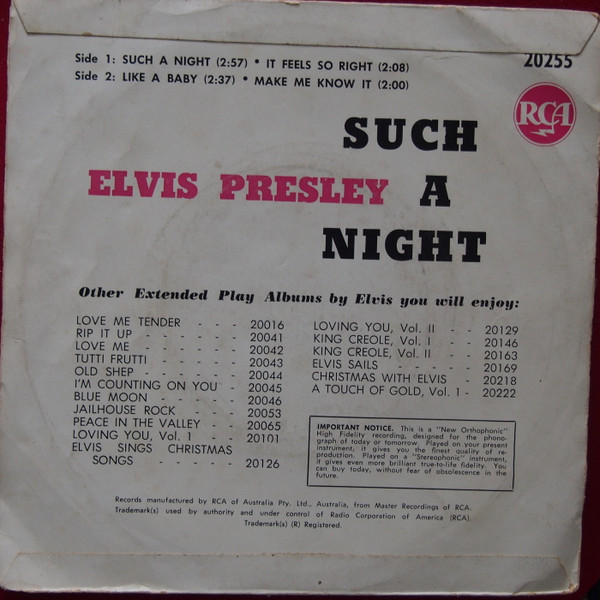 Side 1: SUCH A NIGHT (2:57) • IT FEELS SO RIGHT (2:08)
Side 2: LIKE A BABY (2:37) • MAKE ME KNOW IT (2:00)
20255
RCA
SUCH
ELVIS PRESLEY A
NIGHT
Other Extended Play Albums by Elvis you will enjoy:
LOVE ME TENDER - - - 20016
RIP IT UP - - - - - - 20041
LOVE ME - - - - - - 20042
TUTTI FRUTTI - - - - - 20043
OLD SHEP - - - - - - 20044
I'M COUNTING ON YOU - 20045
BLUE MOON - - - - - 20046
JAILHOUSE ROCK - - - 20053
PEACE IN THE VALLEY - - 20065
LOVING YOU, Vol. 1 - - 20101
ELVIS SINGS CHRISTMAS
SONGS - - - - - 20126
LOVING YOU, Vol. II - - 20129
KING CREOLE, Vol. I - - 20146
KING CREOLE, Vol. II - - 20163
ELVIS SAILS - - - - - 20169
CHRISTMAS WITH ELVIS - 20218
A TOUCH OF GOLD, Vol. 1 - 20222
IMPORTANT NOTICE. This is a "New Orthophonic"
High Fidelity recording, designed for the phono-
graph of today or tomorrow. Played on your present
instrument, it gives you the finest quality of re-
production. Played on a "Stereophonic" instrument,
it gives even more brilliant true-to-life fidelity. You
can buy today, without fear of obsolescence in the
future.
Records manufactured by RCA of Australia Pty. Ltd., Australia, from Master Recordings of RCA.
Trademark(s) used by authority and under control of Radio Corporation of America (RCA).
Trademark(s) (R) Registered.